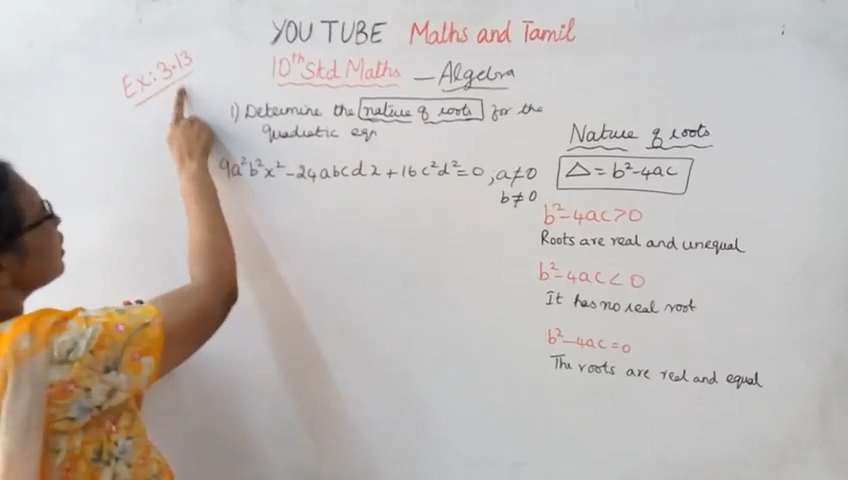 YOU TUBE Maths and Tamil
Ex: 3.13
10th Std Maths - Algebra
1) Determine the nature of roots for the
quadratic eqn
9a²b²x² - 24abcdx + 16c²d² = 0, a≠0
b≠0
Nature of roots
△ = b²-4ac
b²-4ac>0
Roots are real and unequal
b²-4ac<0
It has no real root
b²-4ac=0
The roots are real and equal